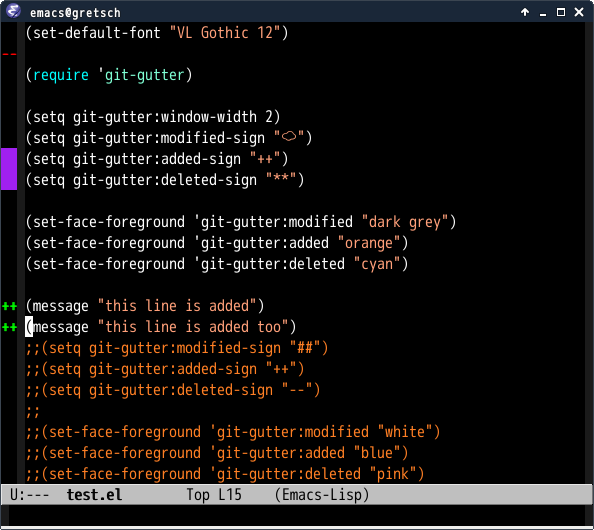 emacs@gretsch
(set-default-font "VL Gothic 12")
--
(require 'git-gutter)
(setq git-gutter:window-width 2)
(setq git-gutter:modified-sign "☁")
(setq git-gutter:added-sign "++")
(setq git-gutter:deleted-sign "**")
(set-face-foreground 'git-gutter:modified "dark grey")
(set-face-foreground 'git-gutter:added "orange")
(set-face-foreground 'git-gutter:deleted "cyan")
++ (message "this line is added")
++ (message "this line is added too")
;;(setq git-gutter:modified-sign "##")
;;(setq git-gutter:added-sign "++")
;;(setq git-gutter:deleted-sign "--")
;;
;;(set-face-foreground 'git-gutter:modified "white")
;;(set-face-foreground 'git-gutter:added "blue")
;;(set-face-foreground 'git-gutter:deleted "pink")
U:--- test.el Top L15 (Emacs-Lisp)